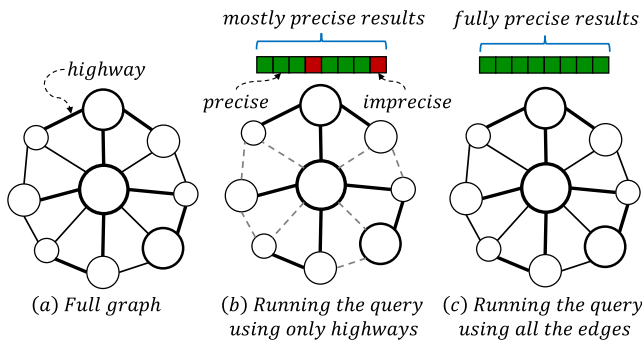 mostly precise results
fully precise results
highway
precise
imprecise
(a) Full graph
(b) Running the query
using only highways
(c) Running the query
using all the edges